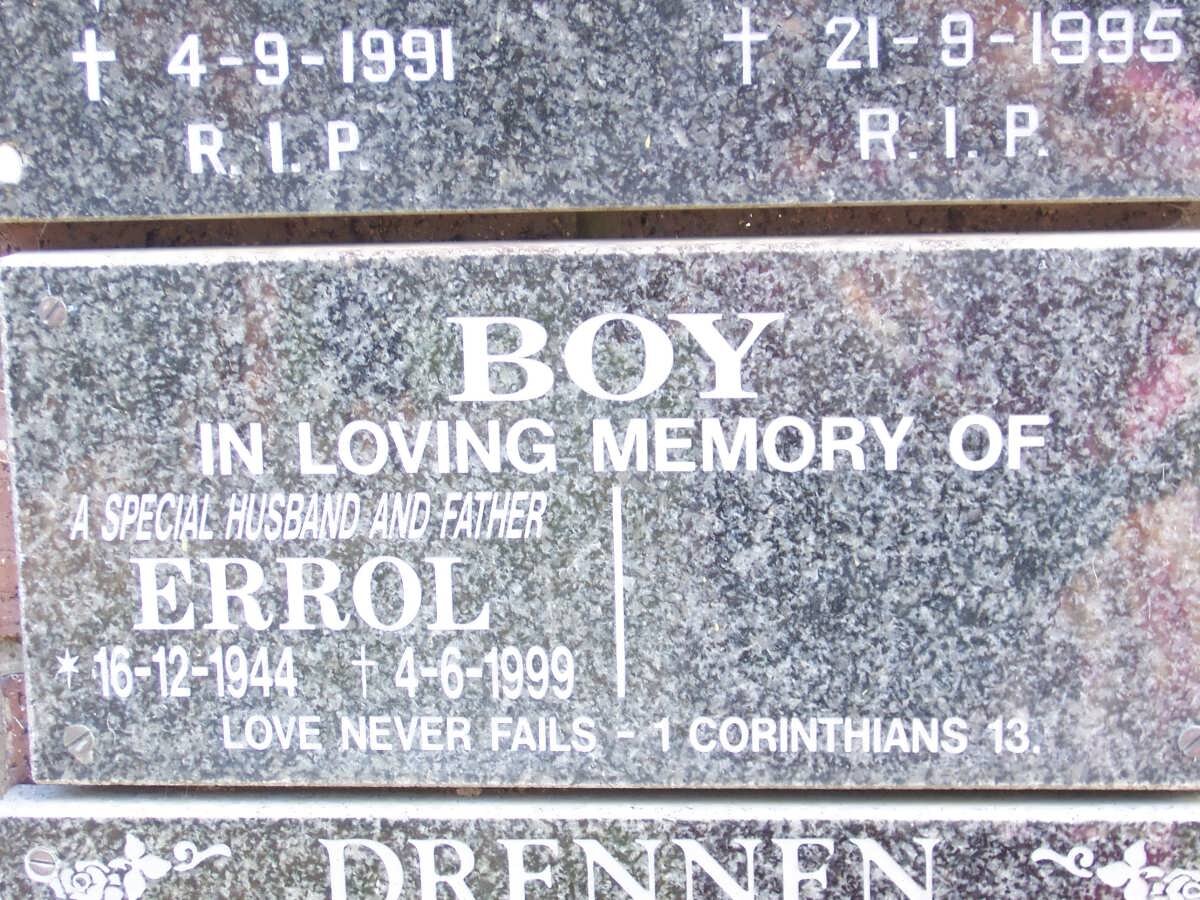 † 4-9-1991 † 21-9-1995
R.I.P. R.I.P.
BOY
IN LOVING MEMORY OF
A SPECIAL HUSBAND AND FATHER
ERROL
* 16-12-1944 † 4-6-1999
LOVE NEVER FAILS - 1 CORINTHIANS 13.
DRENNEN